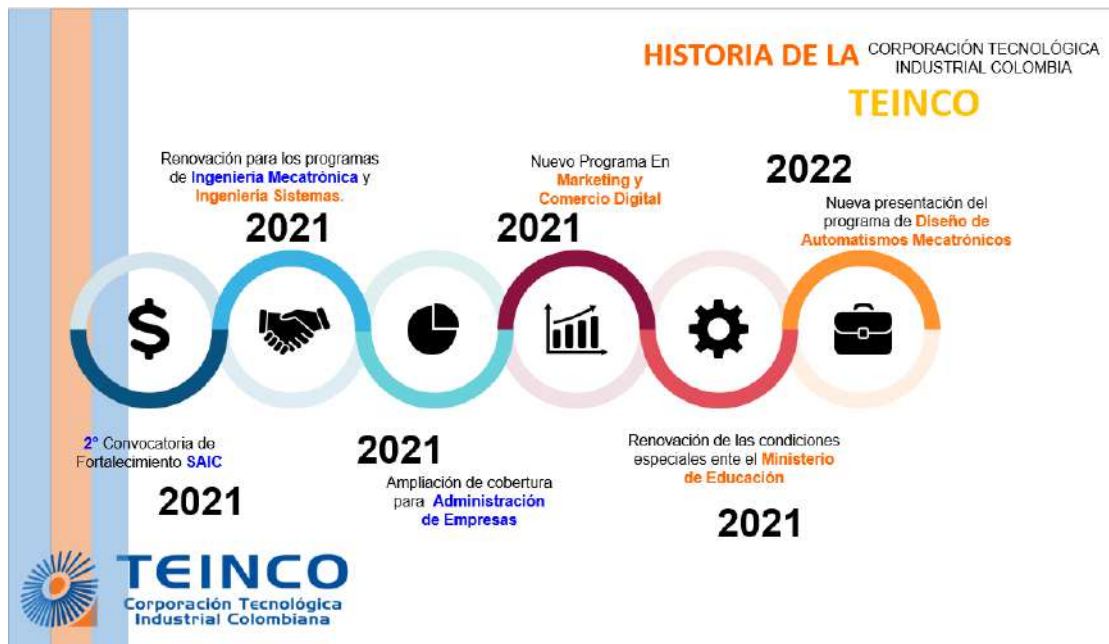 HISTORIA DE LA CORPORACIÓN TECNOLÓGICA
INDUSTRIAL COLOMBIA
TEINCO
Renovación para los programas
de Ingeniería Mecatrónica y
Ingeniería Sistemas.
2021
Nuevo Programa En
Marketing y
Comercio Digital
2021
2022
Nueva presentación del
programa de Diseño de
Automatismos Mecatrónicos
$
2° Convocatoria de
Fortalecimiento SAIC
2021
2021
Ampliación de cobertura
para Administración
de Empresas
Renovación de las condiciones
especiales ente el Ministerio
de Educación
2021
TEINCO
Corporación Tecnológica
Industrial Colombiana